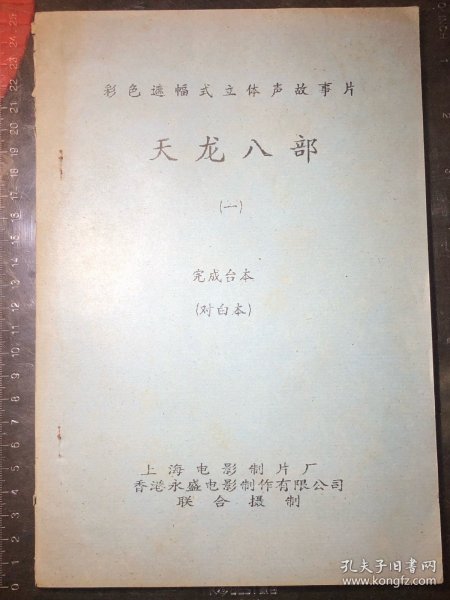 彩色遮幅式立体声故事片
天龙八部
(一)
完成台本
(对白本)
上海电影制片厂
香港永盛电影制作有限公司
联合摄制
孔夫子旧书网
www.kongfz.com